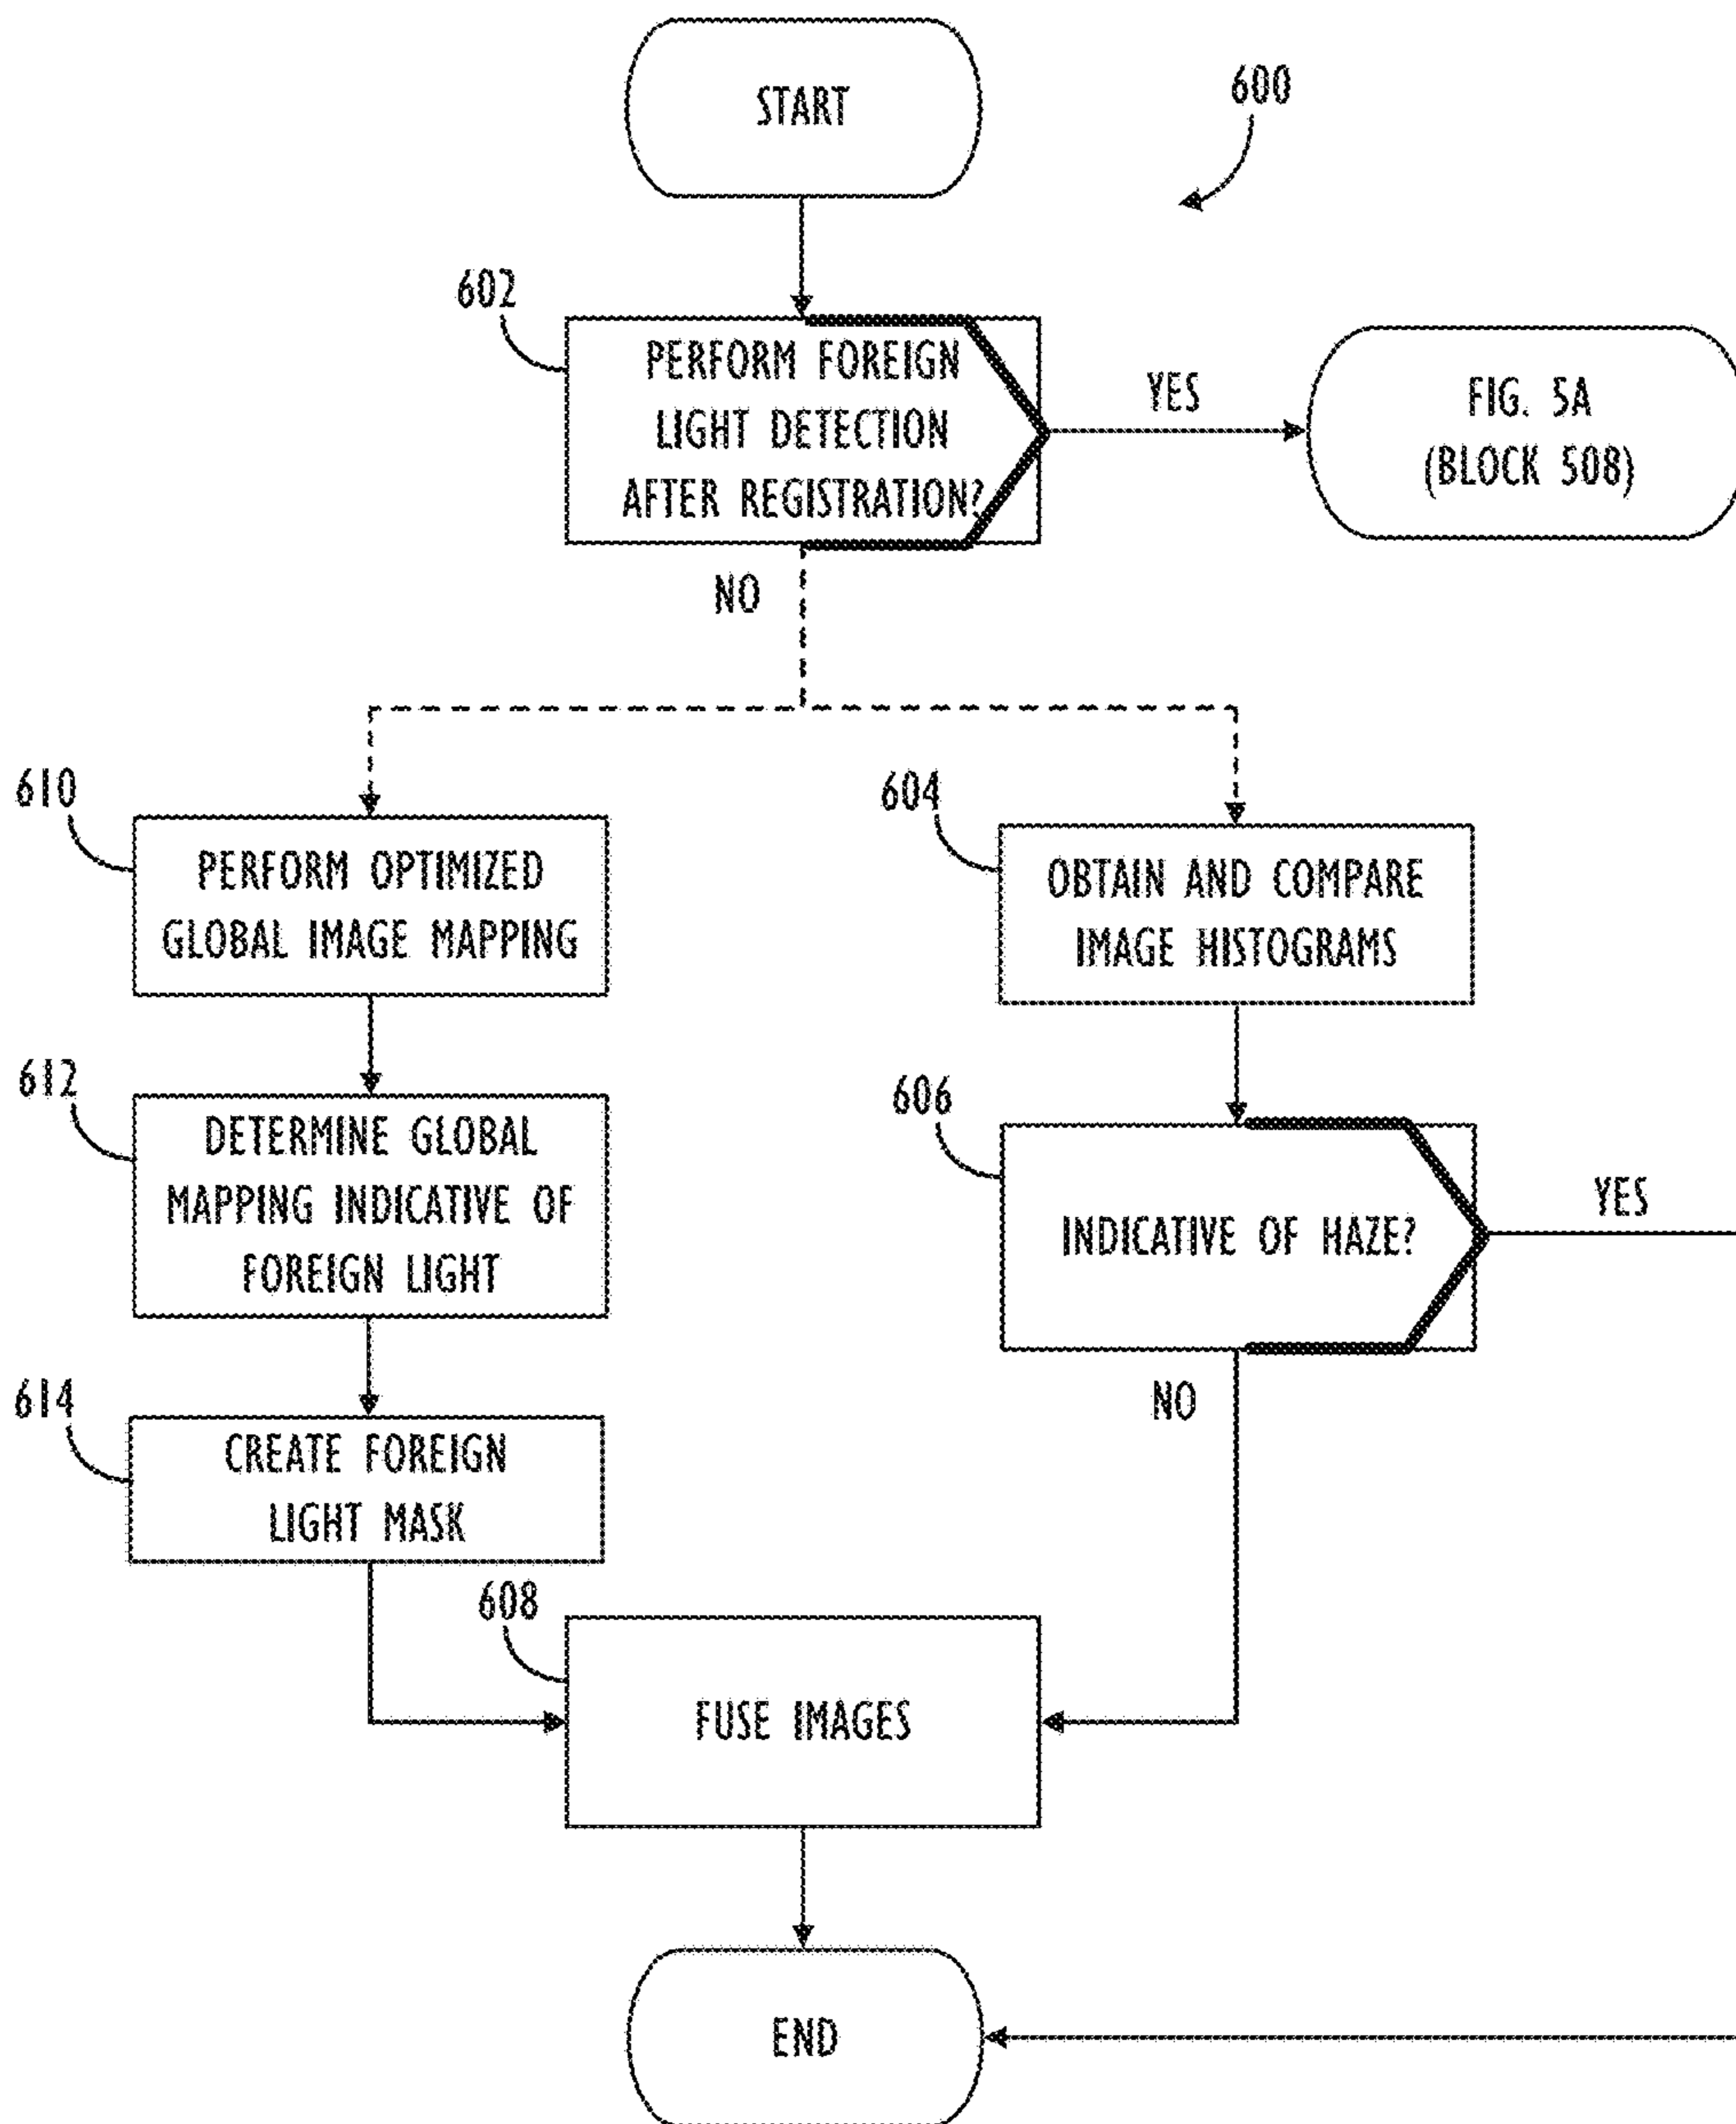 START
600
602
PERFORM FOREIGN
LIGHT DETECTION
AFTER REGISTRATION?
YES
FIG. 5A
(BLOCK 508)
NO
610
PERFORM OPTIMIZED
GLOBAL IMAGE MAPPING
604
OBTAIN AND COMPARE
IMAGE HISTOGRAMS
612
DETERMINE GLOBAL
MAPPING INDICATIVE OF
FOREIGN LIGHT
606
INDICATIVE OF HAZE?
YES
NO
614
CREATE FOREIGN
LIGHT MASK
608
FUSE IMAGES
END